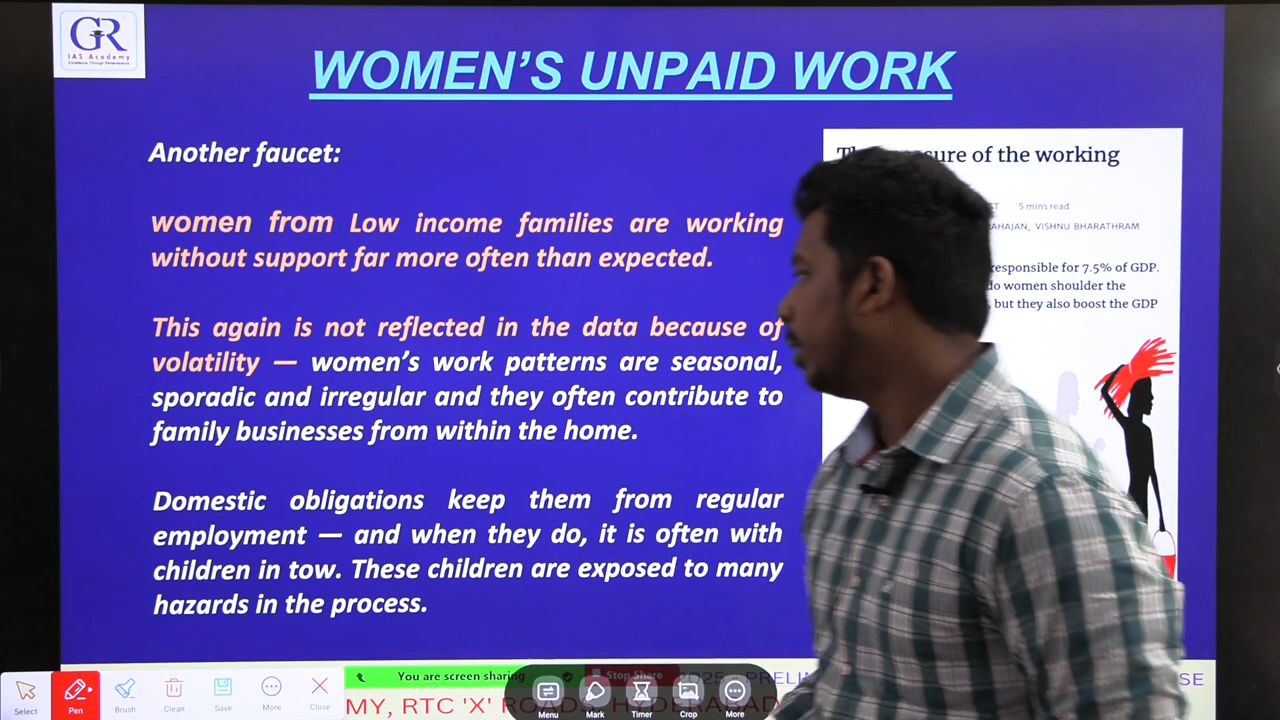 GR
IAS Academy
Excellence Through Perseverance
WOMEN'S UNPAID WORK
Another faucet:
women from Low income families are working
without support far more often than expected.
This again is not reflected in the data because of
volatility — women's work patterns are seasonal,
sporadic and irregular and they often contribute to
family businesses from within the home.
Domestic obligations keep them from regular
employment — and when they do, it is often with
children in tow. These children are exposed to many
hazards in the process.
of the working
5 mins read
VISHNU BHARATHRAM
responsible for 7.5% of GDP.
do women shoulder the
but they also boost the GDP
Select
Pen
Brush
Clean
Save
More
Close
You are screen sharing
Stop Share
Menu
Mark
Timer
Crop
More
SE
MY, RTC 'X' ROADS, HYDERABAD